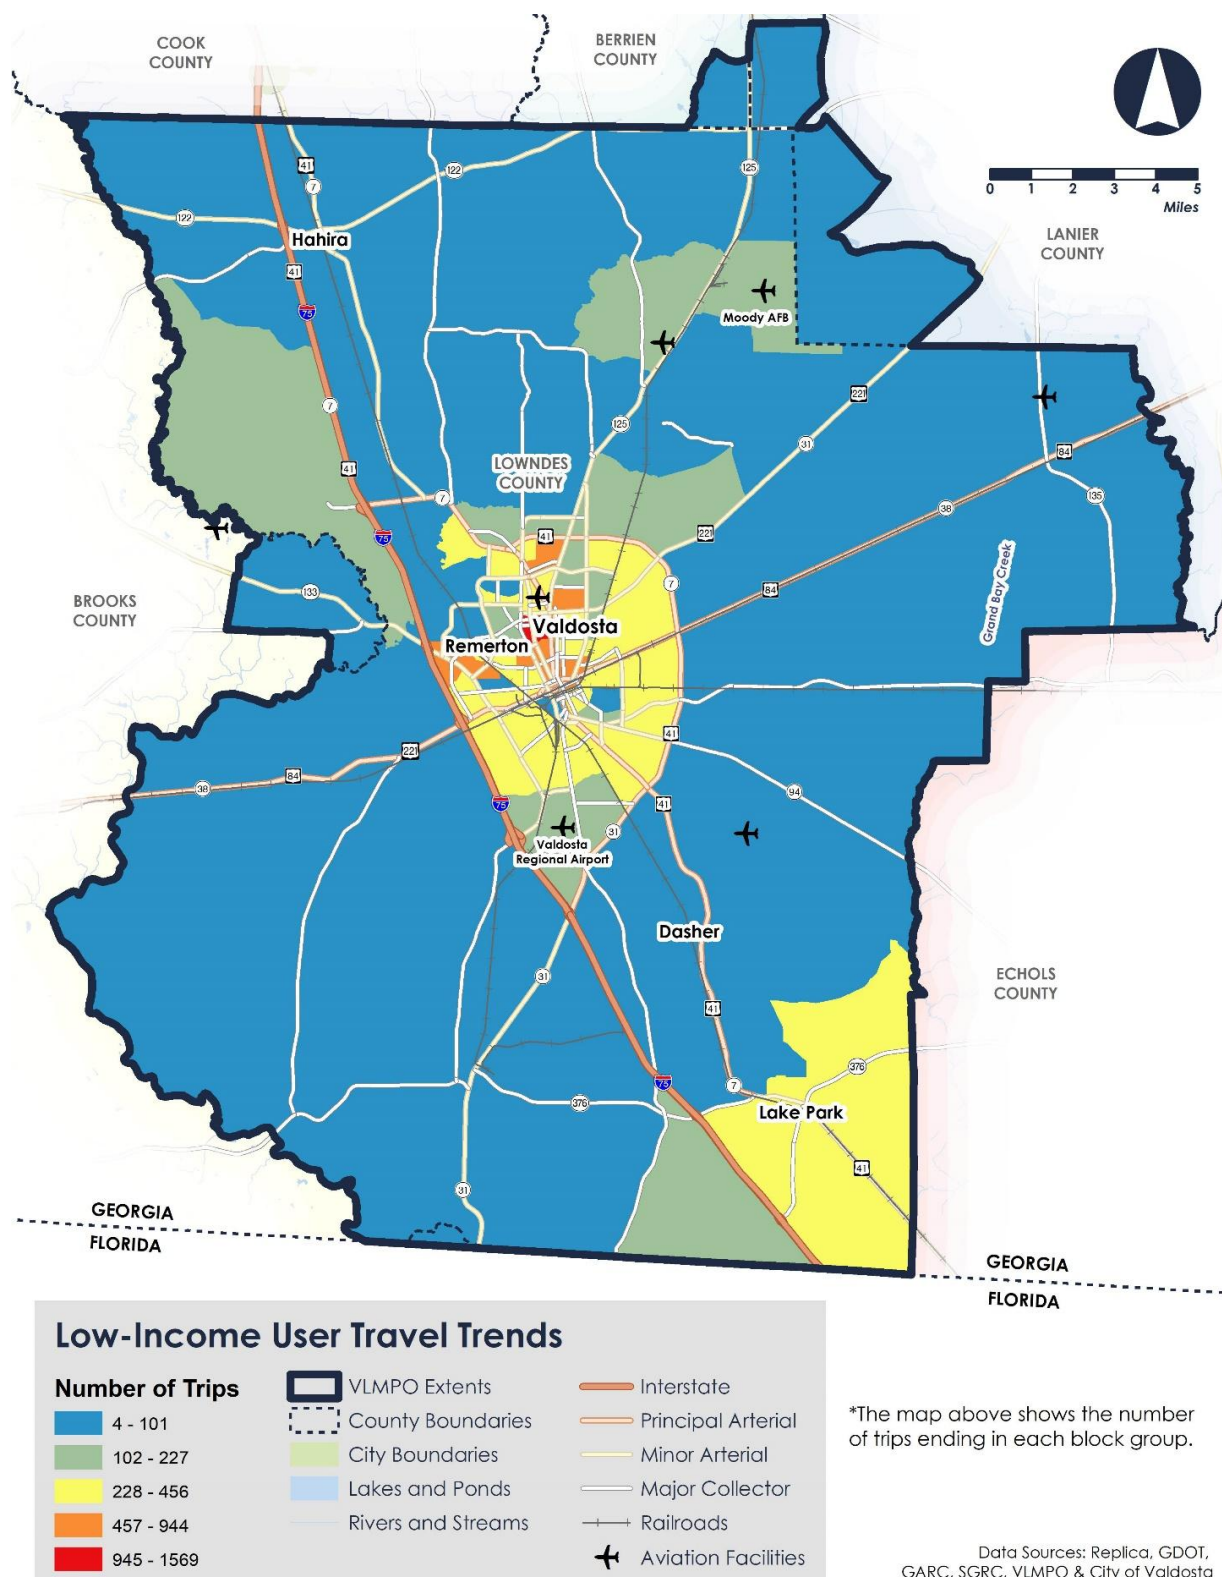 COOK
COUNTY
BERRIEN
COUNTY
0 1 2 3 4 5
Miles
41
7
122
125
122
LANIER
COUNTY
Hahira
41
75
Moody AFB
7
221
125
31
41
LOWNDES
COUNTY
84
7
135
38
75
41
221
Grand Bay Creek
BROOKS
COUNTY
133
7
84
Valdosta
Remerton
41
221
84
38
94
75
41
31
Valdosta
Regional Airport
Dasher
31
ECHOLS
COUNTY
41
376
75
7
376
Lake Park
41
31
GEORGIA
FLORIDA
GEORGIA
FLORIDA
Low-Income User Travel Trends
Number of Trips
4 - 101
102 - 227
228 - 456
457 - 944
945 - 1569
VLMPO Extents
County Boundaries
City Boundaries
Lakes and Ponds
Rivers and Streams
Interstate
Principal Arterial
Minor Arterial
Major Collector
Railroads
Aviation Facilities
*The map above shows the number
of trips ending in each block group.
Data Sources: Replica, GDOT,
GARC, SGRC, VLMPO & City of Valdosta